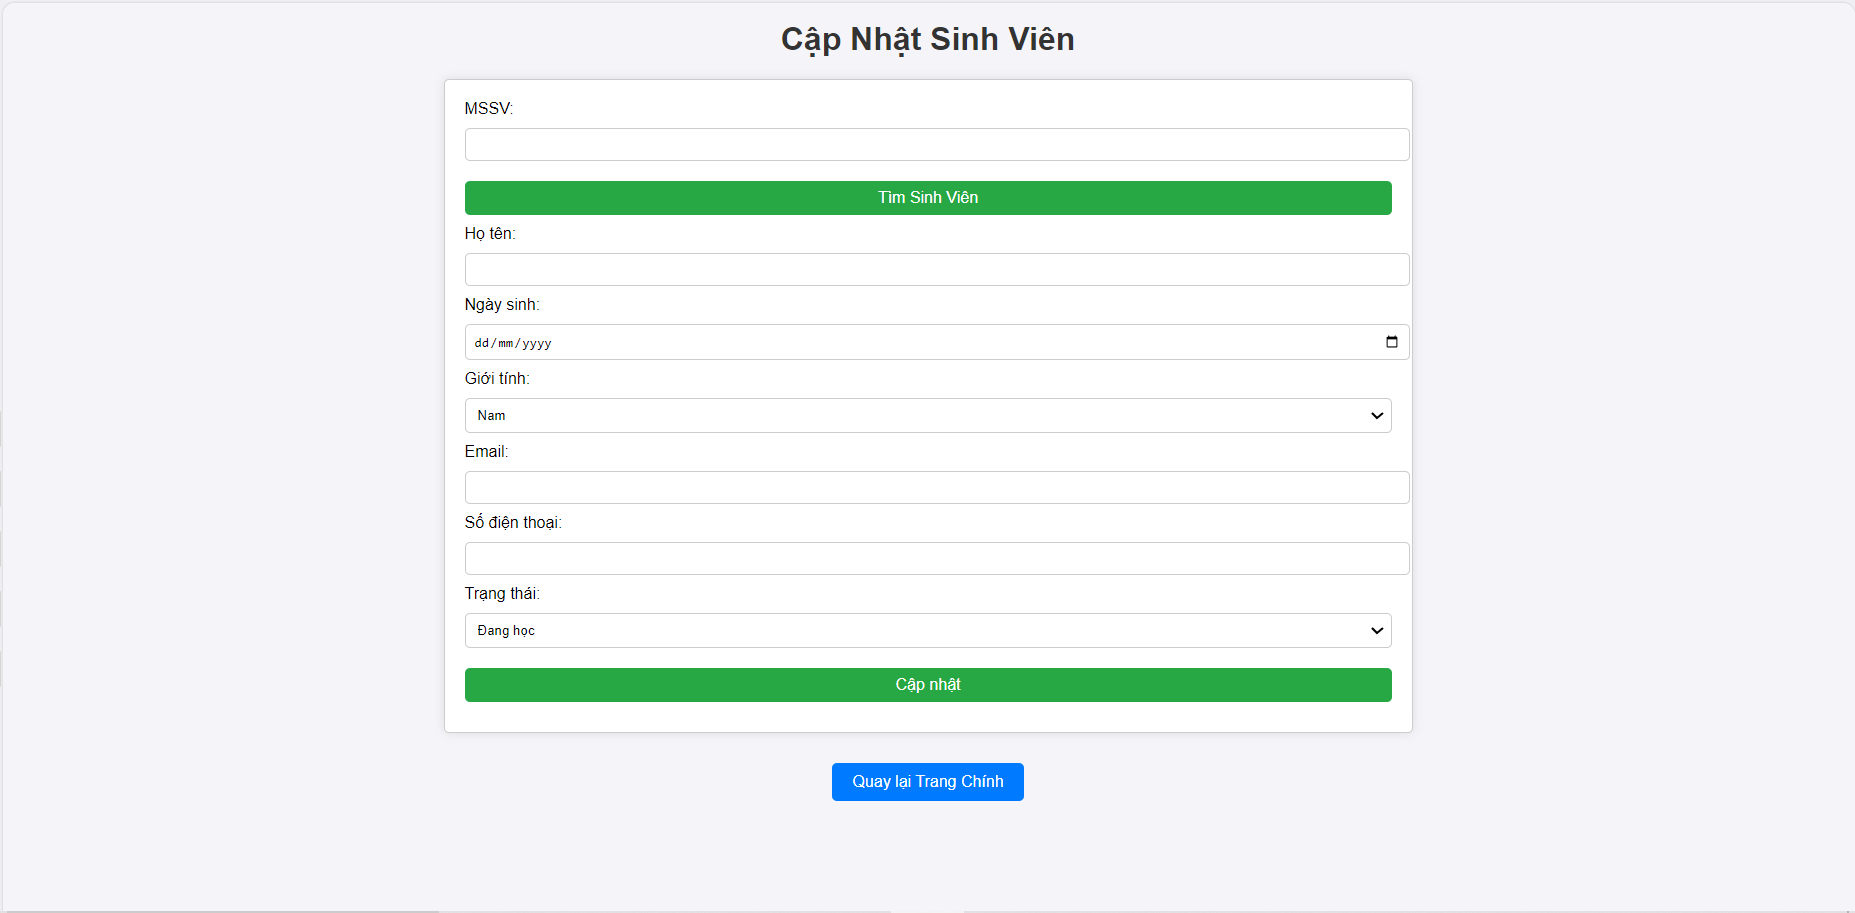 Cập Nhật Sinh Viên
MSSV:
Tìm Sinh Viên
Họ tên:
Ngày sinh:
dd/mm/yyyy
Giới tính:
Nam
Email:
Số điện thoại:
Trạng thái:
Đang học
Cập nhật
Quay lại Trang Chính